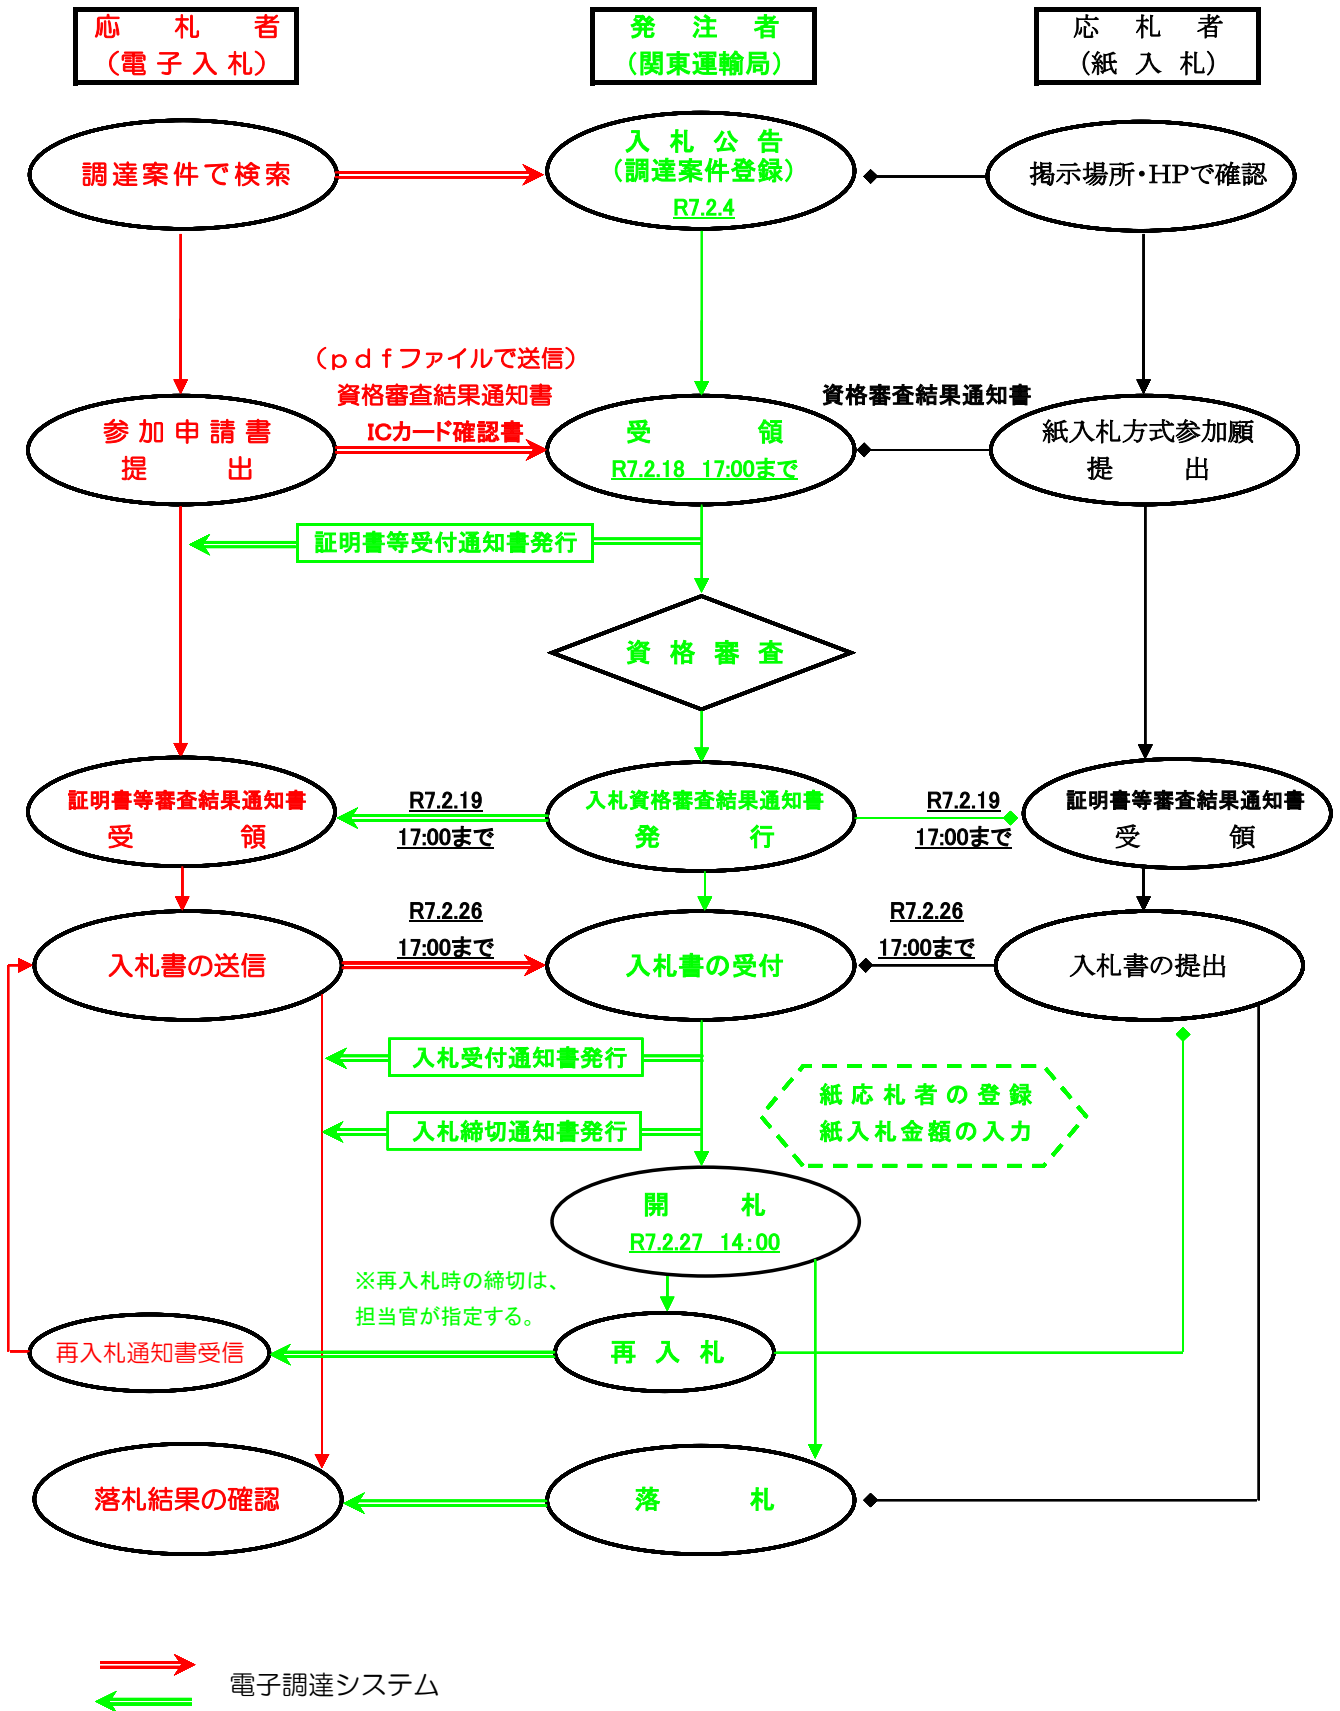 応札者
（電子入札）
発注者
（関東運輸局）
応札者
（紙入札）
調達案件で検索
入札公告
（調達案件登録）
R7.2.4
掲示場所・HPで確認
（ｐｄｆファイルで送信）
資格審査結果通知書
ICカード確認書
資格審査結果通知書
参加申請書
提出
受領
R7.2.18 17:00まで
紙入札方式参加願
提出
証明書等受付通知書発行
資格審査
証明書等審査結果通知書
受領
R7.2.19
17:00まで
入札資格審査結果通知書
発行
R7.2.19
17:00まで
証明書等審査結果通知書
受領
入札書の送信
R7.2.26
17:00まで
入札書の受付
R7.2.26
17:00まで
入札書の提出
入札受付通知書発行
入札締切通知書発行
紙応札者の登録
紙入札金額の入力
開札
R7.2.27 14：00
※再入札時の締切は、
担当官が指定する。
再入札通知書受信
再入札
落札結果の確認
落札
電子調達システム